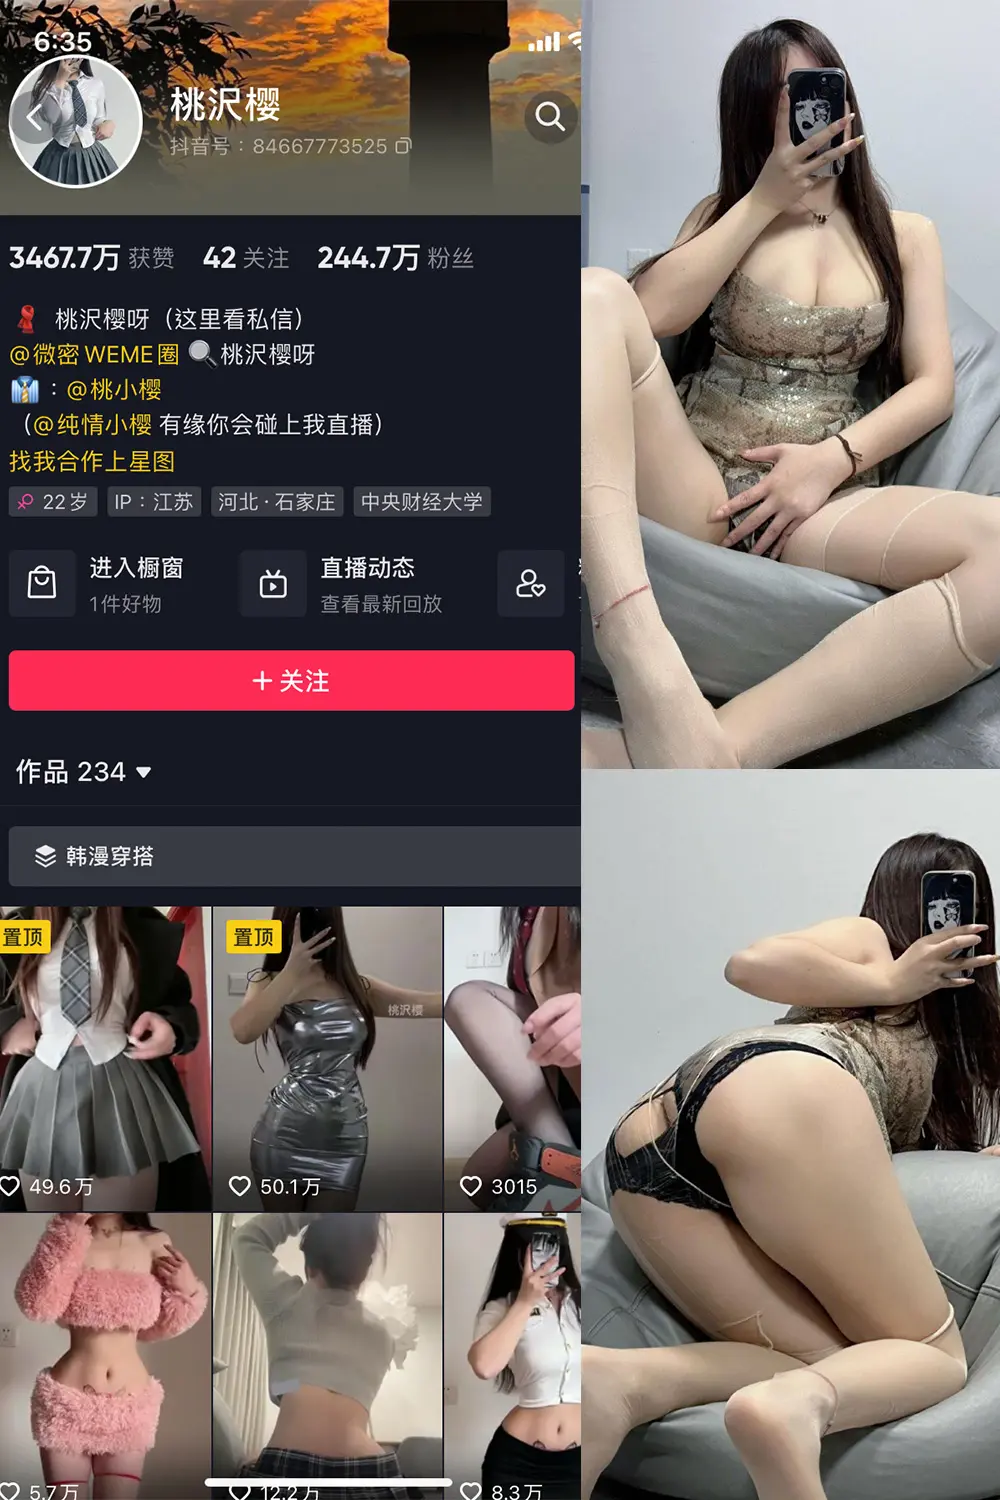 6:35
桃沢樱
抖音号：84667773525
3467.7万 获赞 42 关注 244.7万 粉丝
桃沢樱呀（这里看私信）
@微密WEME圈 桃沢樱呀
：@桃小樱
（@纯情小樱 有缘你会碰上我直播）
找我合作上星图
22岁 IP：江苏 河北·石家庄 中央财经大学
进入橱窗 直播动态
1件好物 查看最新回放
+ 关注
作品 234
韩漫穿搭
置顶 置顶
桃沢樱
49.6万 50.1万 3015
5.7万 12.2万 8.3万